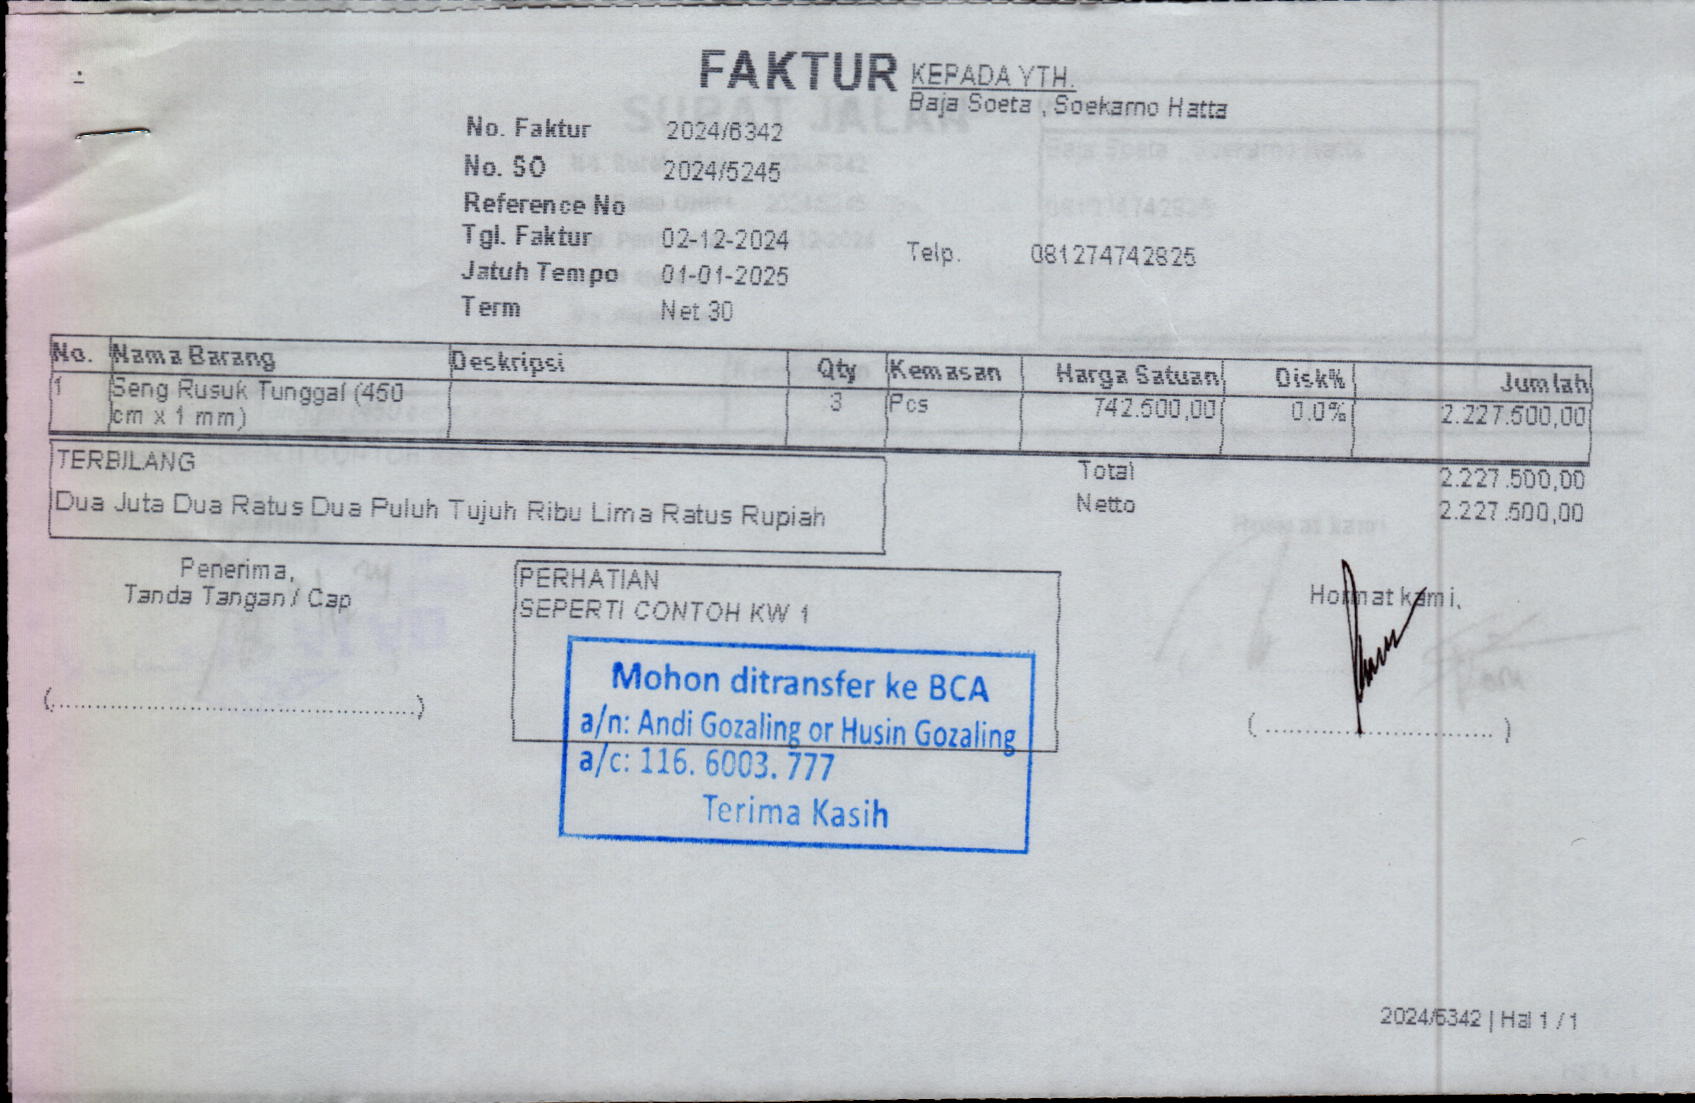 FAKTUR
KEPADA YTH.
Baja Soeta , Soekarno Hatta
No. Faktur 2024/6342
No. SO 2024/5245
Reference No
Tgl. Faktur 02-12-2024
Telp. 081274742825
Jatuh Tempo 01-01-2025
Term Net 30
No. Nama Barang Deskripsi Qty Kemasan Harga Satuan Disk% Jumlah
1 Seng Rusuk Tunggal (450 3 Pcs 742.500,00 0.0% 2.227.500,00
cm x 1 mm)
TERBILANG
Dua Juta Dua Ratus Dua Puluh Tujuh Ribu Lima Ratus Rupiah
Total 2.227.500,00
Netto 2.227.500,00
Penerima,
Tanda Tangan / Cap
(..............................................)
PERHATIAN
SEPERTI CONTOH KW 1
Mohon ditransfer ke BCA
a/n: Andi Gozaling or Husin Gozaling
a/c: 116. 6003. 777
Terima Kasih
Hormat kami,
( ............................... )
2024/6342 | Hal 1 / 1